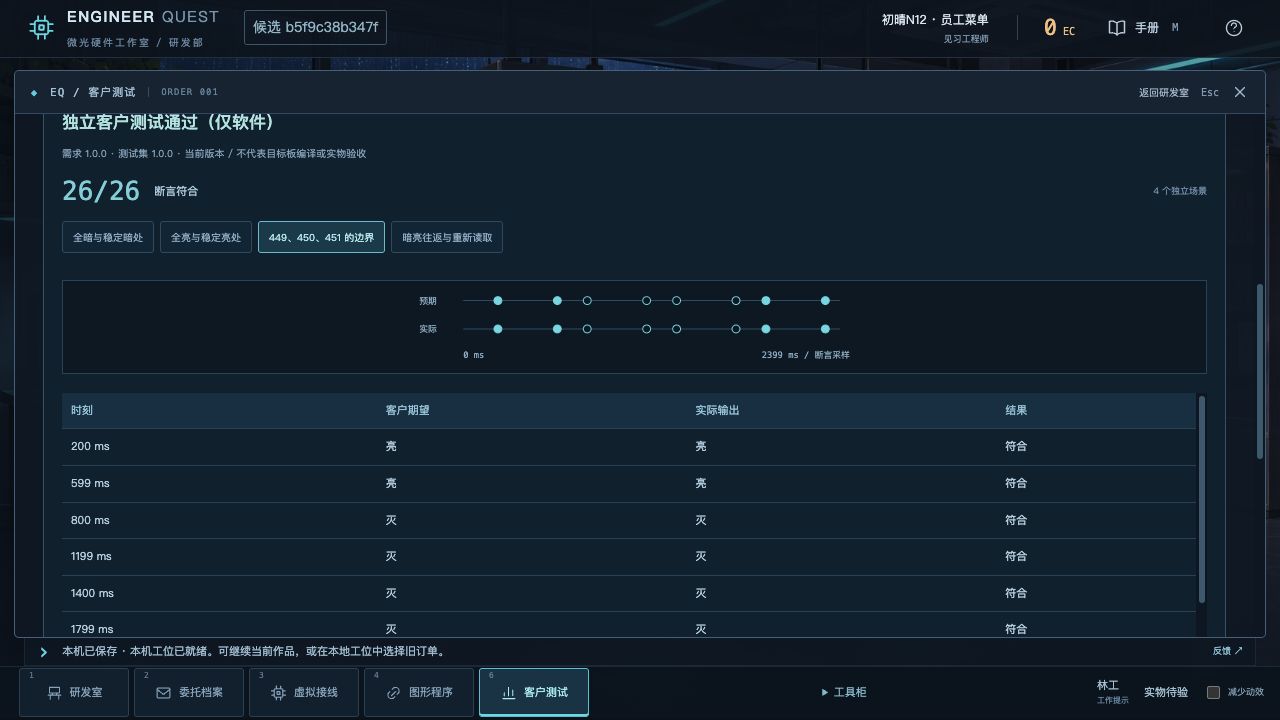 ENGINEER QUEST
微光硬件工作室 / 研发部
候选 b5f9c38b347f
初晴N12 · 员工菜单
见习工程师
0 EC
手册 M
EQ / 客户测试
ORDER 001
返回研发室 Esc
独立客户测试通过（仅软件）
需求 1.0.0 · 测试集 1.0.0 · 当前版本 / 不代表目标板编译或实物验收
26/26 断言符合
4 个独立场景
全暗与稳定暗处
全亮与稳定亮处
449、450、451 的边界
暗亮往返与重新读取
预期
实际
0 ms
2399 ms / 断言采样
时刻 客户期望 实际输出 结果
200 ms 亮 亮 符合
599 ms 亮 亮 符合
800 ms 灭 灭 符合
1199 ms 灭 灭 符合
1400 ms 灭 灭 符合
1799 ms 灭 灭 符合
本机已保存 · 本机工位已就绪。可继续当前作品，或在本地工位中选择旧订单。
反馈 ↗
1 研发室
2 委托档案
3 虚拟接线
4 图形程序
6 客户测试
工具柜
林工
工作提示
实物待验
减少动效